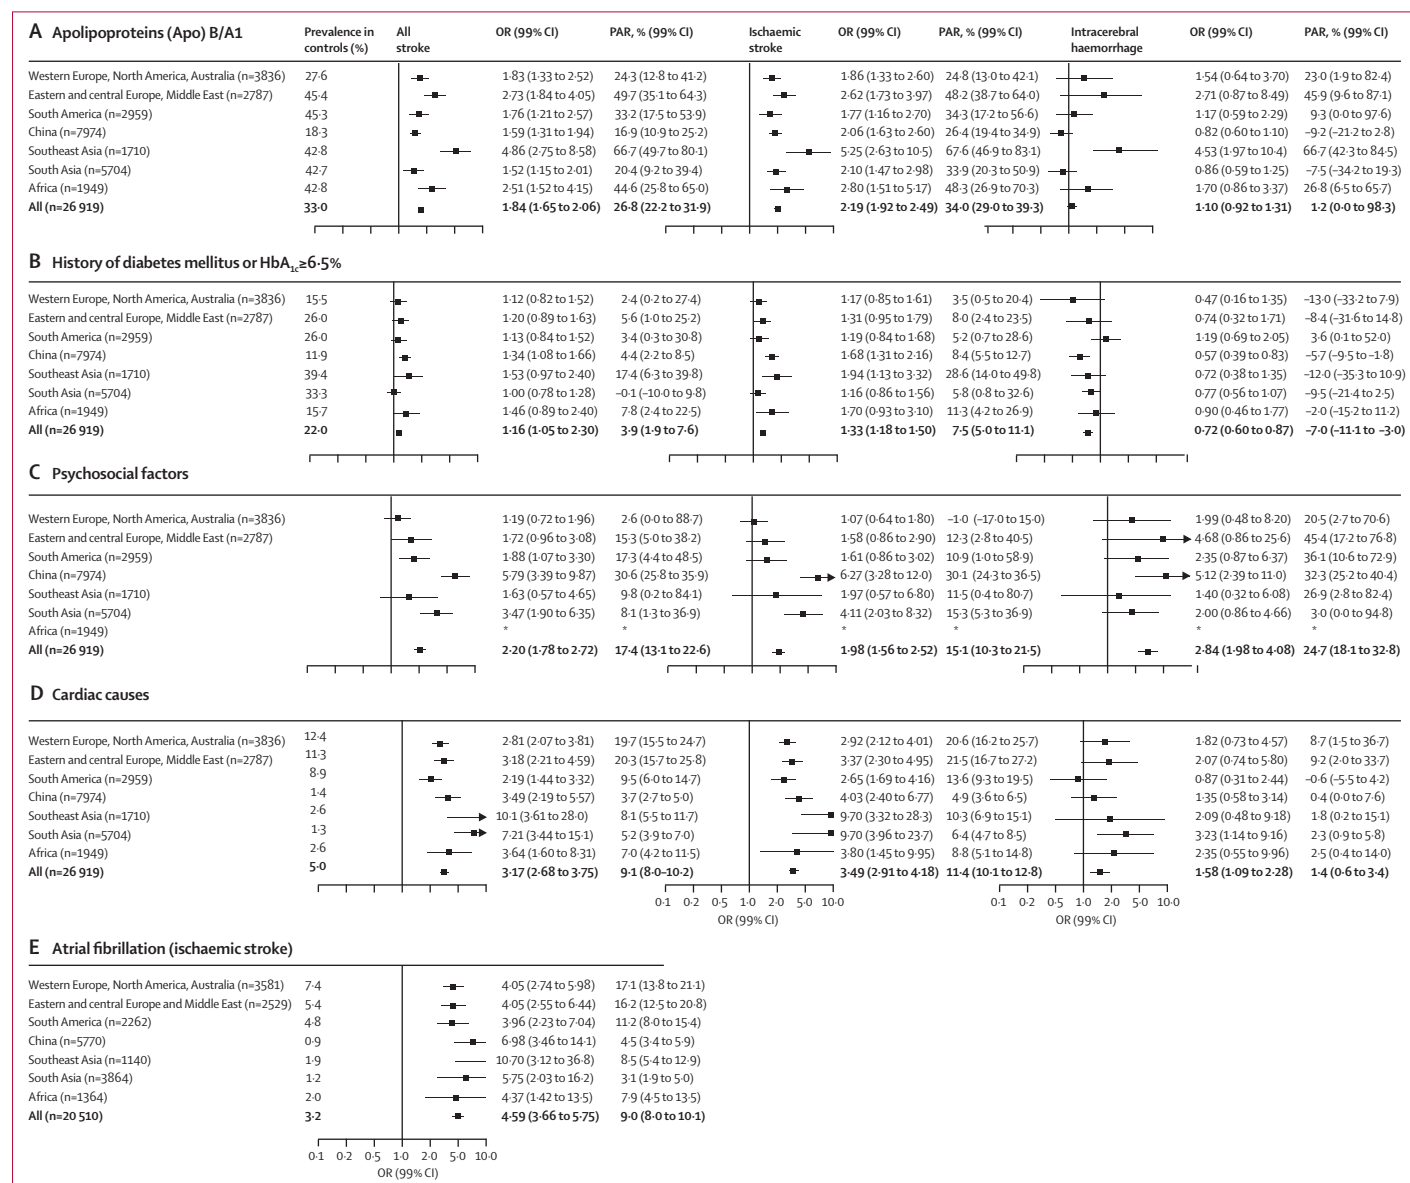 A Apolipoproteins (Apo) B/A1 Prevalence in controls (%) All stroke OR (99% CI) PAR, % (99% CI) Ischaemic stroke OR (99% CI) PAR, % (99% CI) Intracerebral haemorrhage OR (99% CI) PAR, % (99% CI)
Western Europe, North America, Australia (n=3836) 27·6 1·83 (1·33 to 2·52) 24·3 (12·8 to 41·2) 1·86 (1·33 to 2·60) 24·8 (13·0 to 42·1) 1·54 (0·64 to 3·70) 23·0 (1·9 to 82·4)
Eastern and central Europe, Middle East (n=2787) 45·4 2·73 (1·84 to 4·05) 49·7 (35·1 to 64·3) 2·62 (1·73 to 3·97) 48·2 (38·7 to 64·0) 2·71 (0·87 to 8·49) 45·9 (9·6 to 87·1)
South America (n=2959) 45·3 1·76 (1·21 to 2·57) 33·2 (17·5 to 53·9) 1·77 (1·16 to 2·70) 34·3 (17·2 to 56·6) 1·17 (0·59 to 2·29) 9·3 (0·0 to 97·6)
China (n=7974) 18·3 1·59 (1·31 to 1·94) 16·9 (10·9 to 25·2) 2·06 (1·63 to 2·60) 26·4 (19·4 to 34·9) 0·82 (0·60 to 1·10) –9·2 (–21·2 to 2·8)
Southeast Asia (n=1710) 42·8 4·86 (2·75 to 8·58) 66·7 (49·7 to 80·1) 5·25 (2·63 to 10·5) 67·6 (46·9 to 83·1) 4·53 (1·97 to 10·4) 66·7 (42·3 to 84·5)
South Asia (n=5704) 42·7 1·52 (1·15 to 2·01) 20·4 (9·2 to 39·4) 2·10 (1·47 to 2·98) 33·9 (20·3 to 50·9) 0·86 (0·59 to 1·25) –7·5 (–34·2 to 19·3)
Africa (n=1949) 42·8 2·51 (1·52 to 4·15) 44·6 (25·8 to 65·0) 2·80 (1·51 to 5·17) 48·3 (26·9 to 70·3) 1·70 (0·86 to 3·37) 26·8 (6·5 to 65·7)
All (n=26 919) 33·0 1·84 (1·65 to 2·06) 26·8 (22·2 to 31·9) 2·19 (1·92 to 2·49) 34·0 (29·0 to 39·3) 1·10 (0·92 to 1·31) 1·2 (0·0 to 98·3)
B History of diabetes mellitus or HbA1c≥6·5%
Western Europe, North America, Australia (n=3836) 15·5 1·12 (0·82 to 1·52) 2·4 (0·2 to 27·4) 1·17 (0·85 to 1·61) 3·5 (0·5 to 20·4) 0·47 (0·16 to 1·35) –13·0 (–33·2 to 7·9)
Eastern and central Europe, Middle East (n=2787) 26·0 1·20 (0·89 to 1·63) 5·6 (1·0 to 25·2) 1·31 (0·95 to 1·79) 8·0 (2·4 to 23·5) 0·74 (0·32 to 1·71) –8·4 (–31·6 to 14·8)
South America (n=2959) 26·0 1·13 (0·84 to 1·52) 3·4 (0·3 to 30·8) 1·19 (0·84 to 1·68) 5·2 (0·7 to 28·6) 1·19 (0·69 to 2·05) 3·6 (0·1 to 52·0)
China (n=7974) 11·9 1·34 (1·08 to 1·66) 4·4 (2·2 to 8·5) 1·68 (1·31 to 2·16) 8·4 (5·5 to 12·7) 0·57 (0·39 to 0·83) –5·7 (–9·5 to –1·8)
Southeast Asia (n=1710) 39·4 1·53 (0·97 to 2·40) 17·4 (6·3 to 39·8) 1·94 (1·13 to 3·32) 28·6 (14·0 to 49·8) 0·72 (0·38 to 1·35) –12·0 (–35·3 to 10·9)
South Asia (n=5704) 33·3 1·00 (0·78 to 1·28) –0·1 (–10·0 to 9·8) 1·16 (0·86 to 1·56) 5·8 (0·8 to 32·6) 0·77 (0·56 to 1·07) –9·5 (–21·4 to 2·5)
Africa (n=1949) 15·7 1·46 (0·89 to 2·40) 7·8 (2·4 to 22·5) 1·70 (0·93 to 3·10) 11·3 (4·2 to 26·9) 0·90 (0·46 to 1·77) –2·0 (–15·2 to 11·2)
All (n=26 919) 22·0 1·16 (1·05 to 2·30) 3·9 (1·9 to 7·6) 1·33 (1·18 to 1·50) 7·5 (5·0 to 11·1) 0·72 (0·60 to 0·87) –7·0 (–11·1 to –3·0)
C Psychosocial factors
Western Europe, North America, Australia (n=3836) 1·19 (0·72 to 1·96) 2·6 (0·0 to 88·7) 1·07 (0·64 to 1·80) –1·0 (–17·0 to 15·0) 1·99 (0·48 to 8·20) 20·5 (2·7 to 70·6)
Eastern and central Europe, Middle East (n=2787) 1·72 (0·96 to 3·08) 15·3 (5·0 to 38·2) 1·58 (0·86 to 2·90) 12·3 (2·8 to 40·5) 4·68 (0·86 to 25·6) 45·4 (17·2 to 76·8)
South America (n=2959) 1·88 (1·07 to 3·30) 17·3 (4·4 to 48·5) 1·61 (0·86 to 3·02) 10·9 (1·0 to 58·9) 2·35 (0·87 to 6·37) 36·1 (10·6 to 72·9)
China (n=7974) 5·79 (3·39 to 9·87) 30·6 (25·8 to 35·9) 6·27 (3·28 to 12·0) 30·1 (24·3 to 36·5) 5·12 (2·39 to 11·0) 32·3 (25·2 to 40·4)
Southeast Asia (n=1710) 1·63 (0·57 to 4·65) 9·8 (0·2 to 84·1) 1·97 (0·57 to 6·80) 11·5 (0·4 to 80·7) 1·40 (0·32 to 6·08) 26·9 (2·8 to 82·4)
South Asia (n=5704) 3·47 (1·90 to 6·35) 8·1 (1·3 to 36·9) 4·11 (2·03 to 8·32) 15·3 (5·3 to 36·9) 2·00 (0·86 to 4·66) 3·0 (0·0 to 94·8)
Africa (n=1949) * * * * * *
All (n=26 919) 2·20 (1·78 to 2·72) 17·4 (13·1 to 22·6) 1·98 (1·56 to 2·52) 15·1 (10·3 to 21·5) 2·84 (1·98 to 4·08) 24·7 (18·1 to 32·8)
D Cardiac causes
Western Europe, North America, Australia (n=3836) 12·4 2·81 (2·07 to 3·81) 19·7 (15·5 to 24·7) 2·92 (2·12 to 4·01) 20·6 (16·2 to 25·7) 1·82 (0·73 to 4·57) 8·7 (1·5 to 36·7)
Eastern and central Europe, Middle East (n=2787) 11·3 3·18 (2·21 to 4·59) 20·3 (15·7 to 25·8) 3·37 (2·30 to 4·95) 21·5 (16·7 to 27·2) 2·07 (0·74 to 5·80) 9·2 (2·0 to 33·7)
South America (n=2959) 8·9 2·19 (1·44 to 3·32) 9·5 (6·0 to 14·7) 2·65 (1·69 to 4·16) 13·6 (9·3 to 19·5) 0·87 (0·31 to 2·44) –0·6 (–5·5 to 4·2)
China (n=7974) 1·4 3·49 (2·19 to 5·57) 3·7 (2·7 to 5·0) 4·03 (2·40 to 6·77) 4·9 (3·6 to 6·5) 1·35 (0·58 to 3·14) 0·4 (0·0 to 7·6)
Southeast Asia (n=1710) 2·6 10·1 (3·61 to 28·0) 8·1 (5·5 to 11·7) 9·70 (3·32 to 28·3) 10·3 (6·9 to 15·1) 2·09 (0·48 to 9·18) 1·8 (0·2 to 15·1)
South Asia (n=5704) 1·3 7·21 (3·44 to 15·1) 5·2 (3·9 to 7·0) 9·70 (3·96 to 23·7) 6·4 (4·7 to 8·5) 3·23 (1·14 to 9·16) 2·3 (0·9 to 5·8)
Africa (n=1949) 2·6 3·64 (1·60 to 8·31) 7·0 (4·2 to 11·5) 3·80 (1·45 to 9·95) 8·8 (5·1 to 14·8) 2·35 (0·55 to 9·96) 2·5 (0·4 to 14·0)
All (n=26 919) 5·0 3·17 (2·68 to 3·75) 9·1 (8·0–10·2) 3·49 (2·91 to 4·18) 11·4 (10·1 to 12·8) 1·58 (1·09 to 2·28) 1·4 (0·6 to 3·4)
0·1 0·2 0·5 1·0 2·0 5·0 10·0 0·1 0·2 0·5 1·0 2·0 5·0 10·0
OR (99% CI) OR (99% CI)
E Atrial fibrillation (ischaemic stroke)
Western Europe, North America, Australia (n=3581) 7·4 4·05 (2·74 to 5·98) 17·1 (13·8 to 21·1)
Eastern and central Europe and Middle East (n=2529) 5·4 4·05 (2·55 to 6·44) 16·2 (12·5 to 20·8)
South America (n=2262) 4·8 3·96 (2·23 to 7·04) 11·2 (8·0 to 15·4)
China (n=5770) 0·9 6·98 (3·46 to 14·1) 4·5 (3·4 to 5·9)
Southeast Asia (n=1140) 1·9 10·70 (3·12 to 36·8) 8·5 (5·4 to 12·9)
South Asia (n=3864) 1·2 5·75 (2·03 to 16·2) 3·1 (1·9 to 5·0)
Africa (n=1364) 2·0 4·37 (1·42 to 13·5) 7·9 (4·5 to 13·5)
All (n=20 510) 3·2 4·59 (3·66 to 5·75) 9·0 (8·0 to 10·1)
0·1 0·2 0·5 1·0 2·0 5·0 10·0
OR (99% CI)